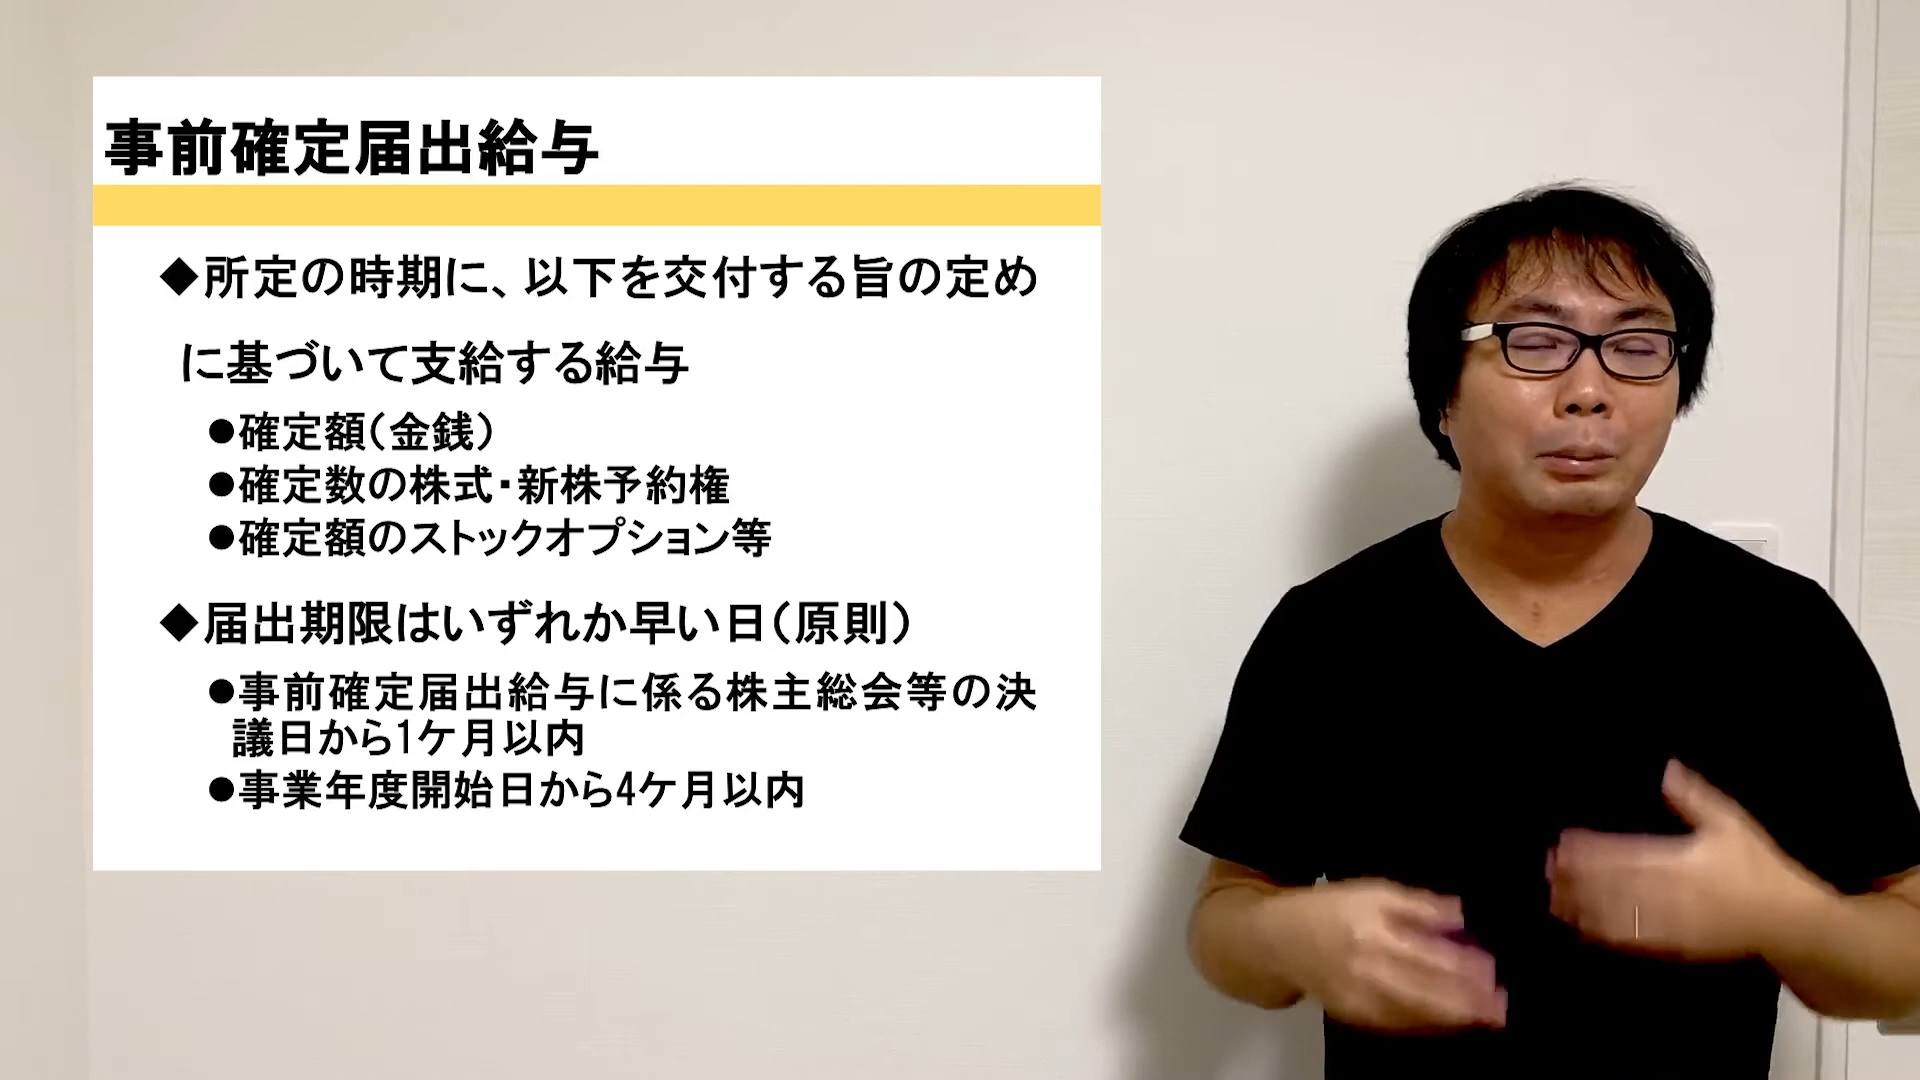 事前確定届出給与
◆所定の時期に、以下を交付する旨の定め
に基づいて支給する給与
●確定額（金銭）
●確定数の株式・新株予約権
●確定額のストックオプション等
◆届出期限はいずれか早い日（原則）
●事前確定届出給与に係る株主総会等の決
議日から1ケ月以内
●事業年度開始日から4ケ月以内